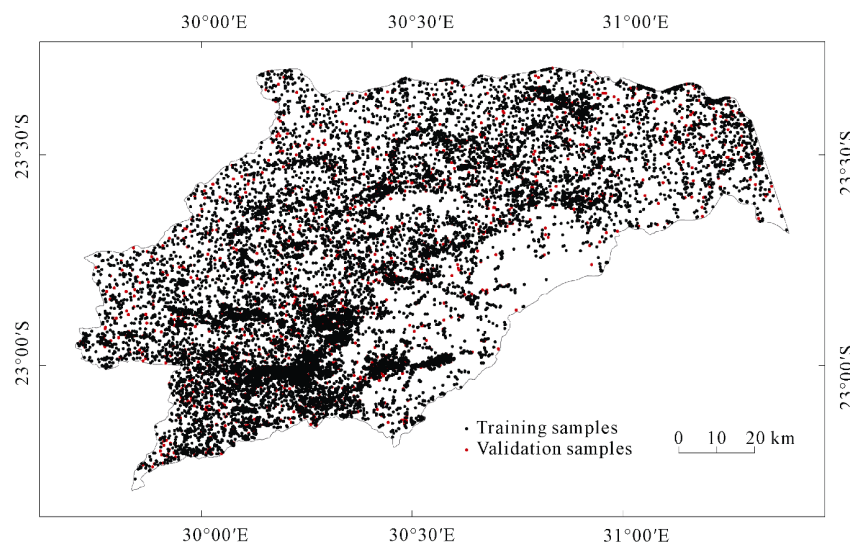 30°00′E 30°30′E 31°00′E
23°30′S 23°30′S
23°00′S 23°00′S
Training samples
Validation samples
0 10 20 km
30°00′E 30°30′E 31°00′E